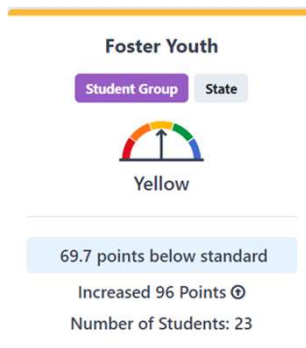 Foster Youth
Student Group State
Yellow
69.7 points below standard
Increased 96 Points
Number of Students: 23